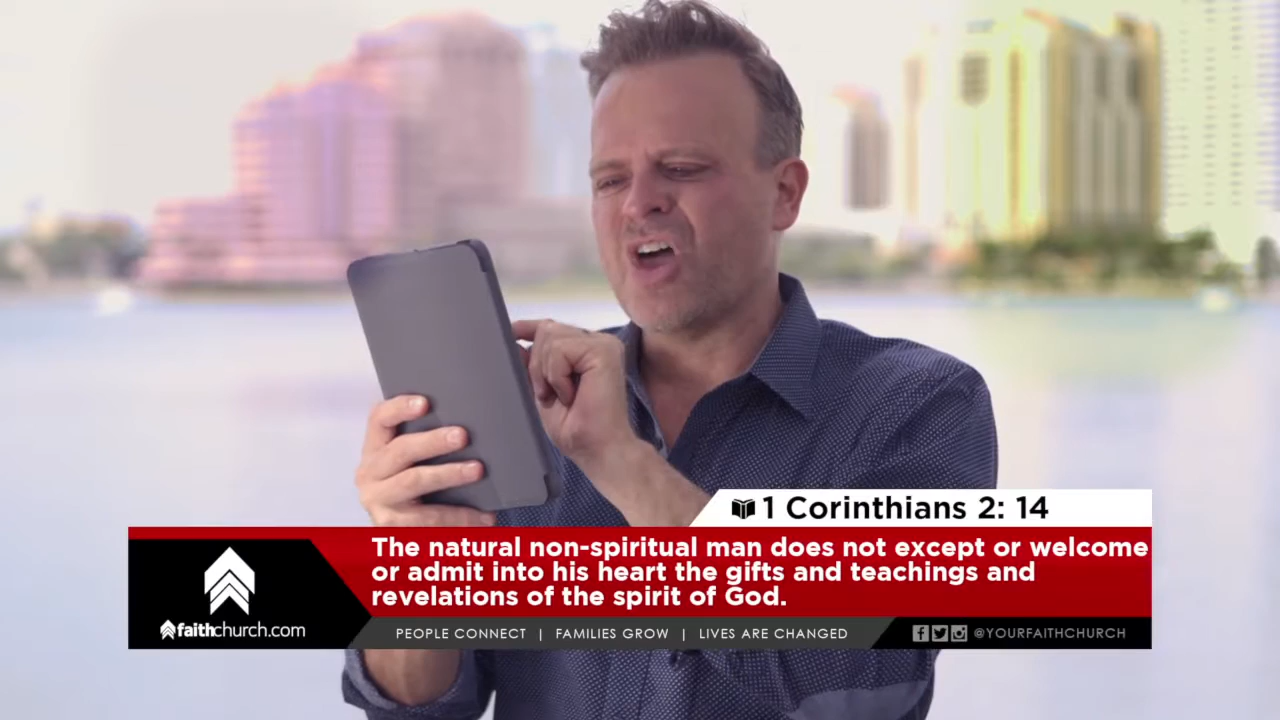 1 Corinthians 2: 14
The natural non-spiritual man does not except or welcome
or admit into his heart the gifts and teachings and
revelations of the spirit of God.
faithchurch.com
PEOPLE CONNECT | FAMILIES GROW | LIVES ARE CHANGED
@YOURFAITHCHURCH